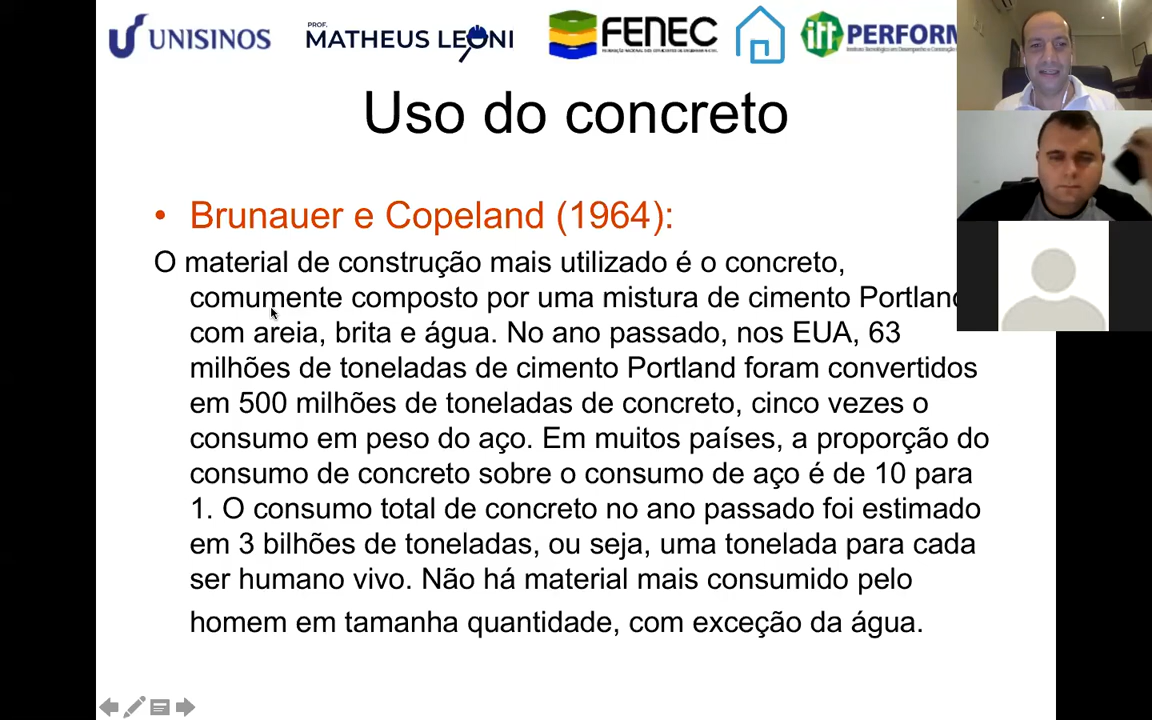 UNISINOS
PROF.
MATHEUS LEONI
FENEC
itt PERFORM
Uso do concreto
• Brunauer e Copeland (1964):
O material de construção mais utilizado é o concreto,
comumente composto por uma mistura de cimento Portland
com areia, brita e água. No ano passado, nos EUA, 63
milhões de toneladas de cimento Portland foram convertidos
em 500 milhões de toneladas de concreto, cinco vezes o
consumo em peso do aço. Em muitos países, a proporção do
consumo de concreto sobre o consumo de aço é de 10 para
1. O consumo total de concreto no ano passado foi estimado
em 3 bilhões de toneladas, ou seja, uma tonelada para cada
ser humano vivo. Não há material mais consumido pelo
homem em tamanha quantidade, com exceção da água.